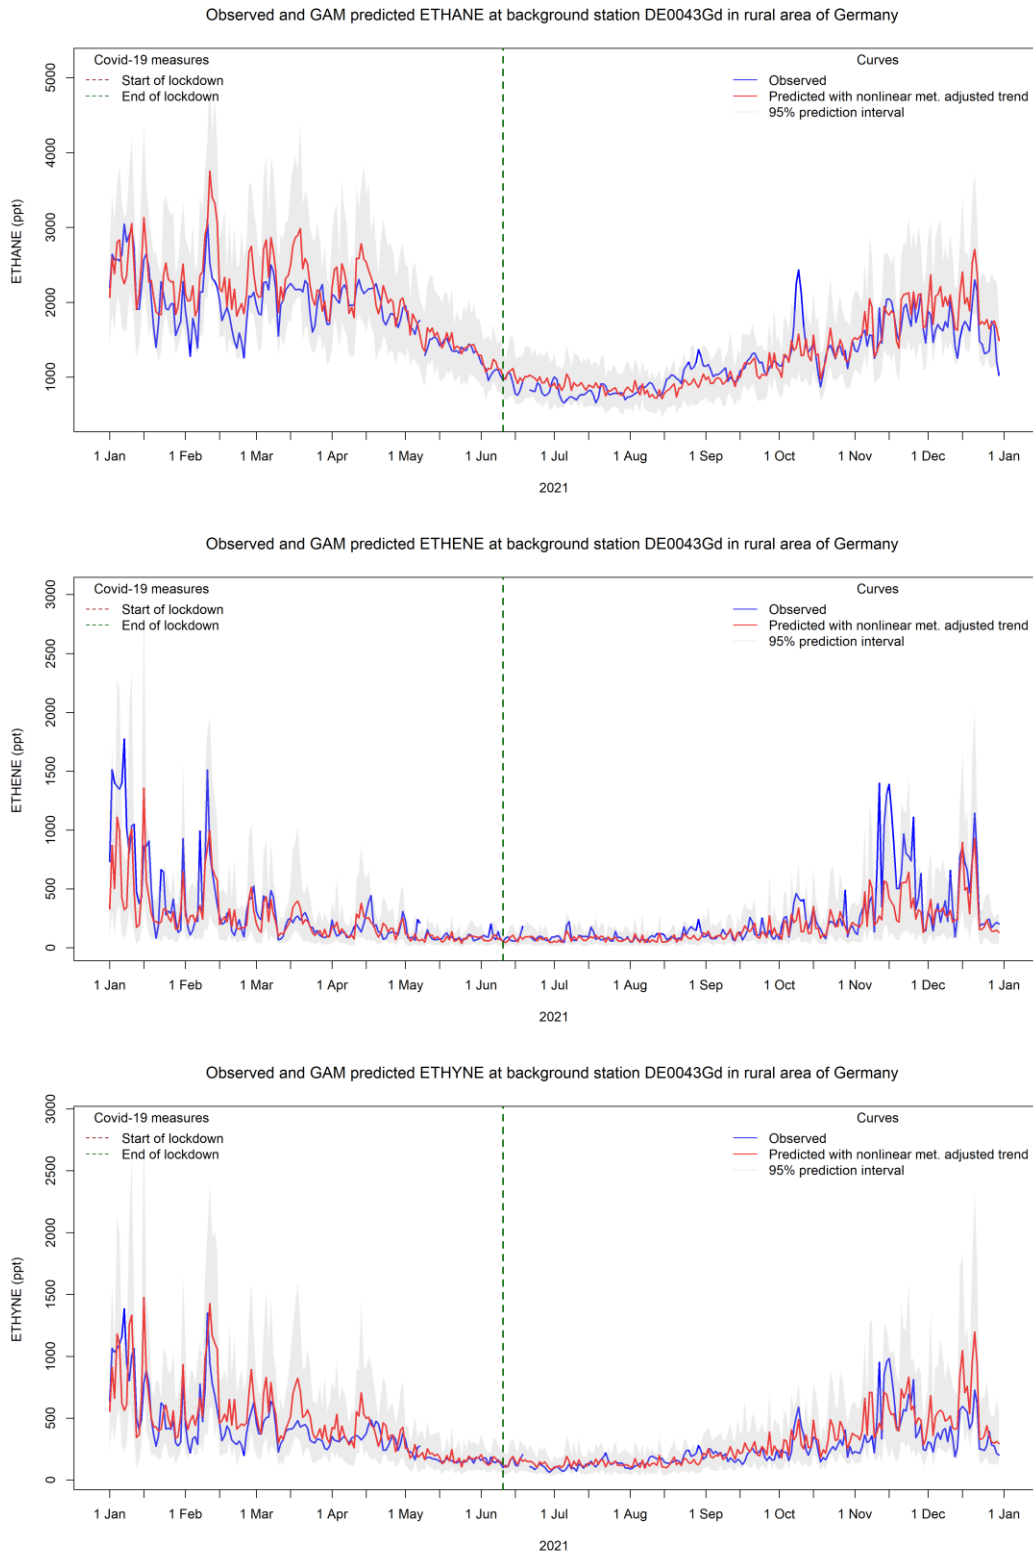 Observed and GAM predicted ETHANE at background station DE0043Gd in rural area of Germany
Covid-19 measures
Start of lockdown
End of lockdown
Curves
Observed
Predicted with nonlinear met. adjusted trend
95% prediction interval
ETHANE (ppt)
5000
4000
3000
2000
1000
1 Jan 1 Feb 1 Mar 1 Apr 1 May 1 Jun 1 Jul 1 Aug 1 Sep 1 Oct 1 Nov 1 Dec 1 Jan
2021
Observed and GAM predicted ETHENE at background station DE0043Gd in rural area of Germany
Covid-19 measures
Start of lockdown
End of lockdown
Curves
Observed
Predicted with nonlinear met. adjusted trend
95% prediction interval
ETHENE (ppt)
3000
2500
2000
1500
1000
500
0
1 Jan 1 Feb 1 Mar 1 Apr 1 May 1 Jun 1 Jul 1 Aug 1 Sep 1 Oct 1 Nov 1 Dec 1 Jan
2021
Observed and GAM predicted ETHYNE at background station DE0043Gd in rural area of Germany
Covid-19 measures
Start of lockdown
End of lockdown
Curves
Observed
Predicted with nonlinear met. adjusted trend
95% prediction interval
ETHYNE (ppt)
3000
2500
2000
1500
1000
500
0
1 Jan 1 Feb 1 Mar 1 Apr 1 May 1 Jun 1 Jul 1 Aug 1 Sep 1 Oct 1 Nov 1 Dec 1 Jan
2021